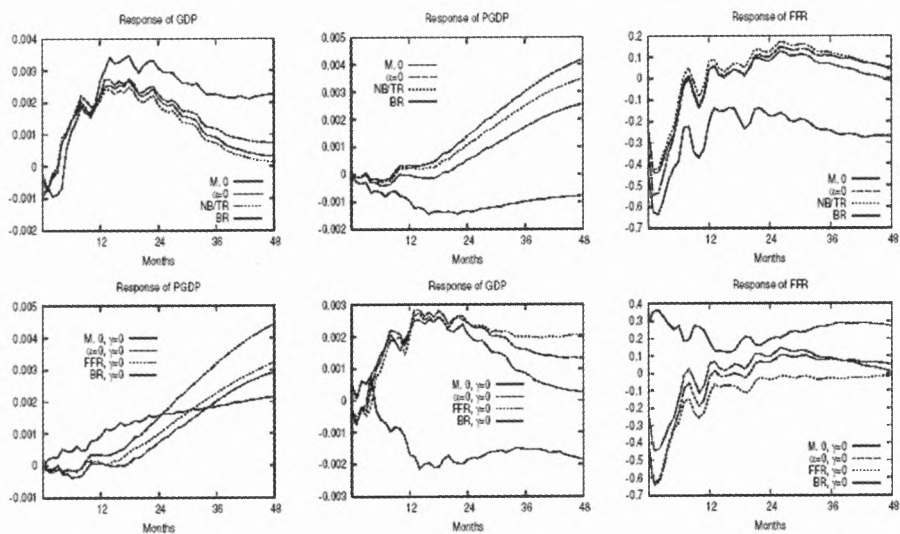 Response of GDP
0.004
0.003
0.002
0.001
0
-0.001
-0.002
M. 0
α=0
NB/TR
BR
12 24 36 48
Months
Response of PGDP
0.005
0.004
0.003
0.002
0.001
0
-0.001
-0.002
M. 0
α=0
NB/TR
BR
12 24 36 48
Months
Response of FFR
0.2
0.1
0
-0.1
-0.2
-0.3
-0.4
-0.5
-0.6
-0.7
M. 0
α=0
NB/TR
BR
12 24 36 48
Months
Response of PGDP
0.005
0.004
0.003
0.002
0.001
0
-0.001
M. 0, γ=0
α=0, γ=0
FFR, γ=0
BR, γ=0
12 24 36 48
Months
Response of GDP
0.003
0.002
0.001
0
-0.001
-0.002
-0.003
M. 0, γ=0
α=0, γ=0
FFR, γ=0
BR, γ=0
12 24 36 48
Months
Response of FFR
0.4
0.3
0.2
0.1
0
-0.1
-0.2
-0.3
-0.4
-0.5
-0.6
-0.7
M. 0, γ=0
α=0, γ=0
FFR, γ=0
BR, γ=0
12 24 36 48
Months